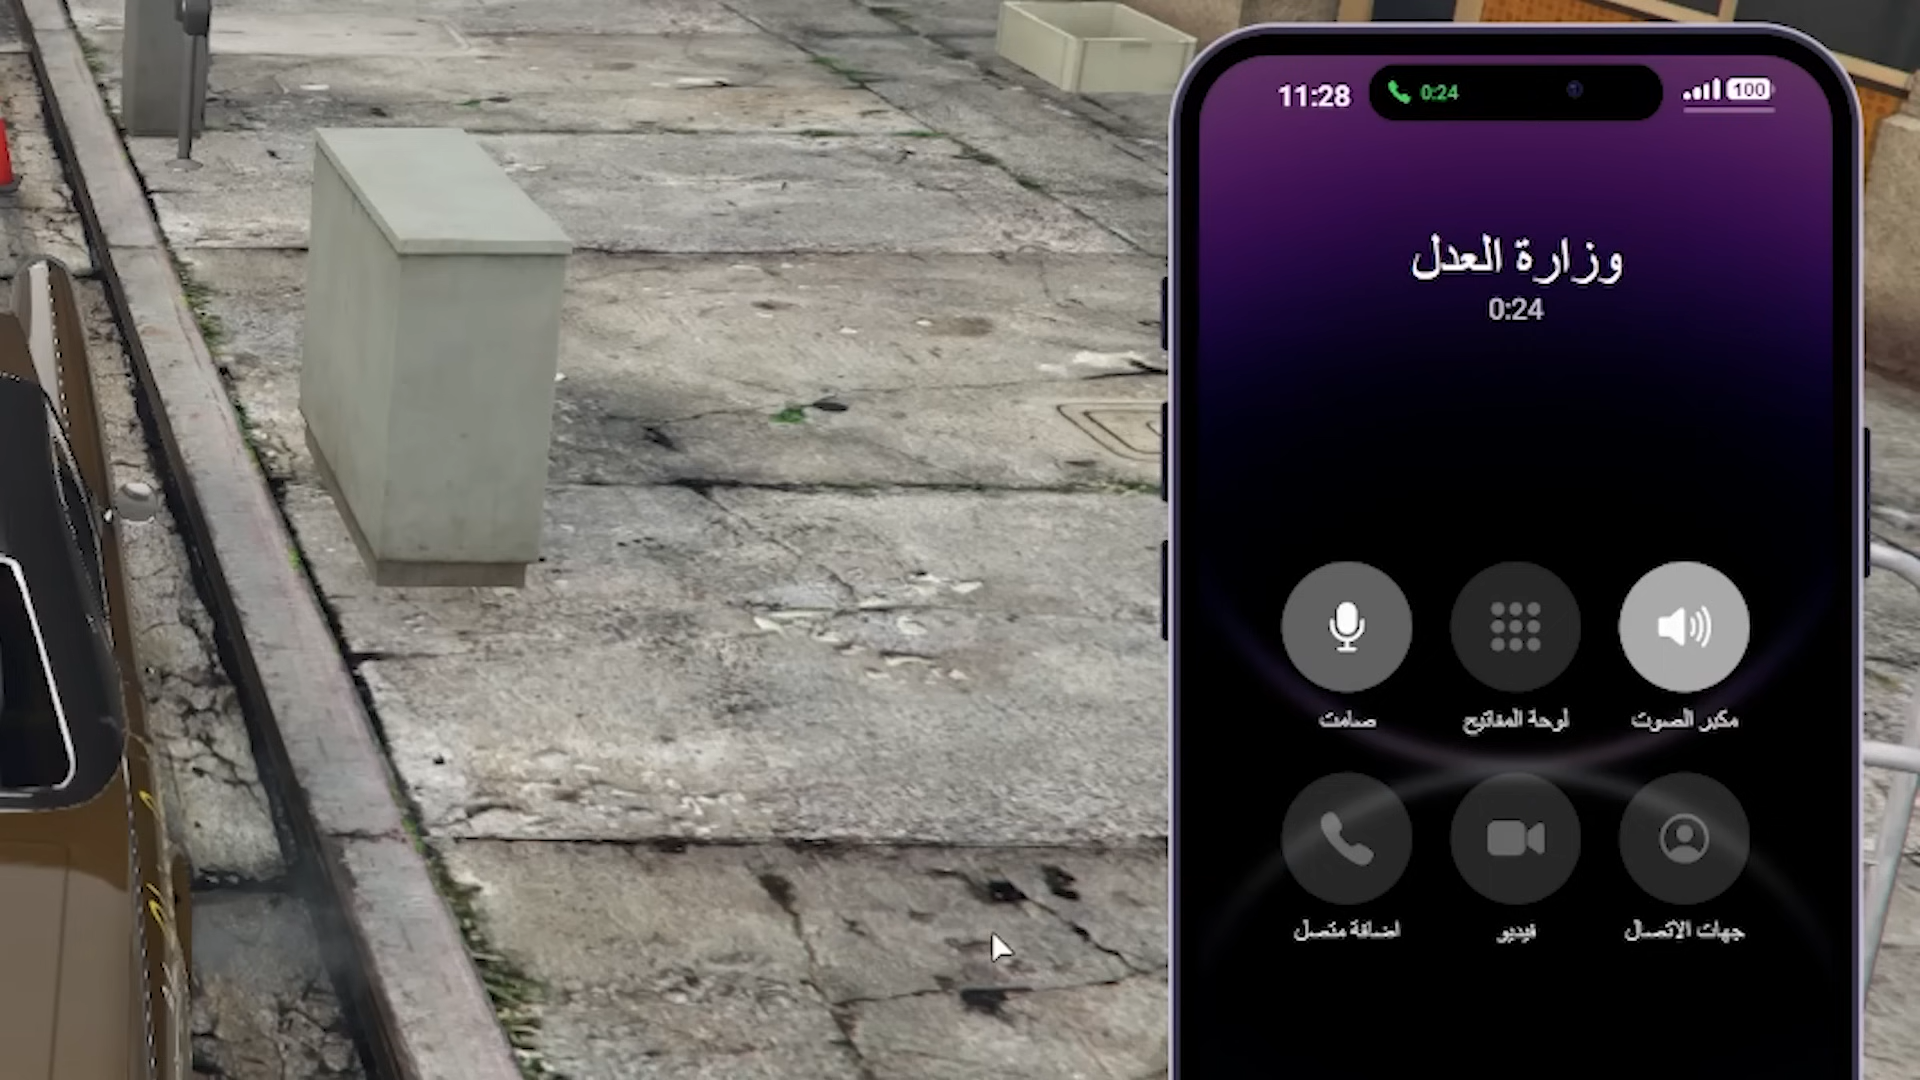 11:28
0:24
100
وزارة العدل
0:24
صامت
لوحة المفاتيح
مكبر الصوت
اضافة متصل
فيديو
جهات الاتصال